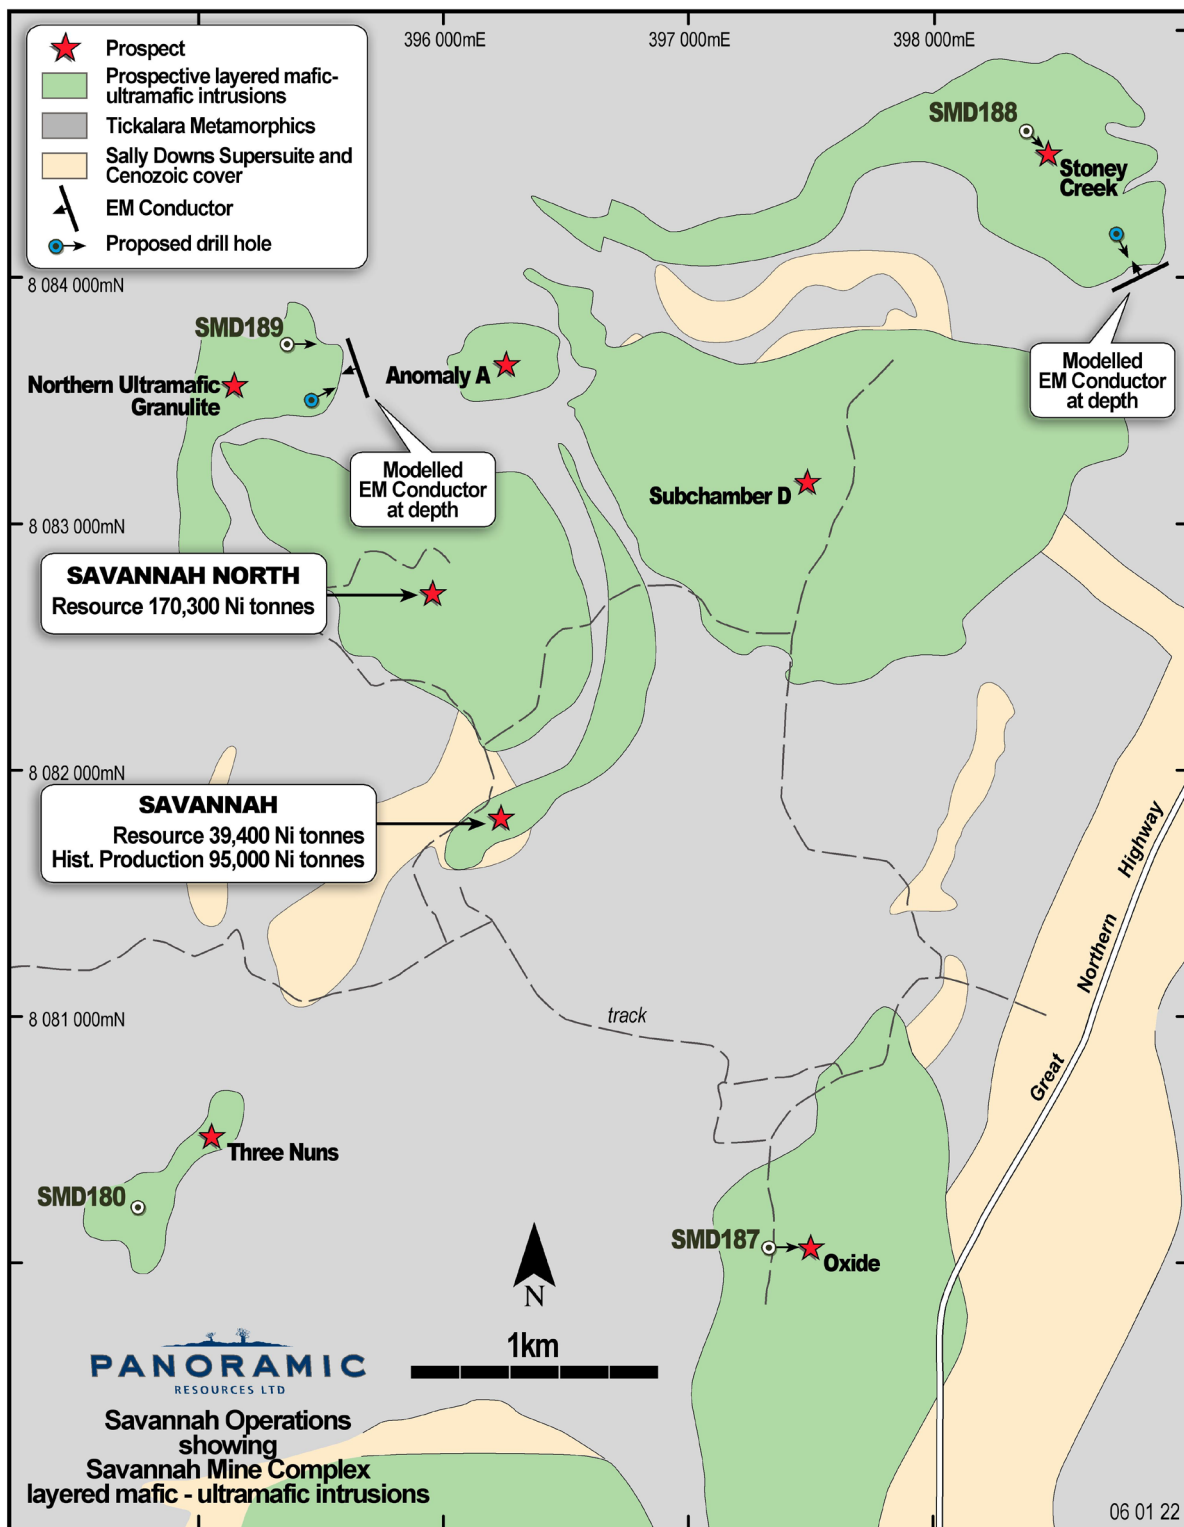 396 000mE
397 000mE
398 000mE
Prospect
Prospective layered mafic-
ultramafic intrusions
Tickalara Metamorphics
Sally Downs Supersuite and
Cenozoic cover
EM Conductor
Proposed drill hole
SMD188
Stoney
Creek
8 084 000mN
SMD189
Northern Ultramafic
Granulite
Anomaly A
Modelled
EM Conductor
at depth
Modelled
EM Conductor
at depth
Subchamber D
8 083 000mN
SAVANNAH NORTH
Resource 170,300 Ni tonnes
8 082 000mN
SAVANNAH
Resource 39,400 Ni tonnes
Hist. Production 95,000 Ni tonnes
Great Northern Highway
8 081 000mN
track
Three Nuns
SMD180
SMD187
Oxide
N
1km
PANORAMIC
RESOURCES LTD
Savannah Operations
showing
Savannah Mine Complex
layered mafic - ultramafic intrusions
06 01 22